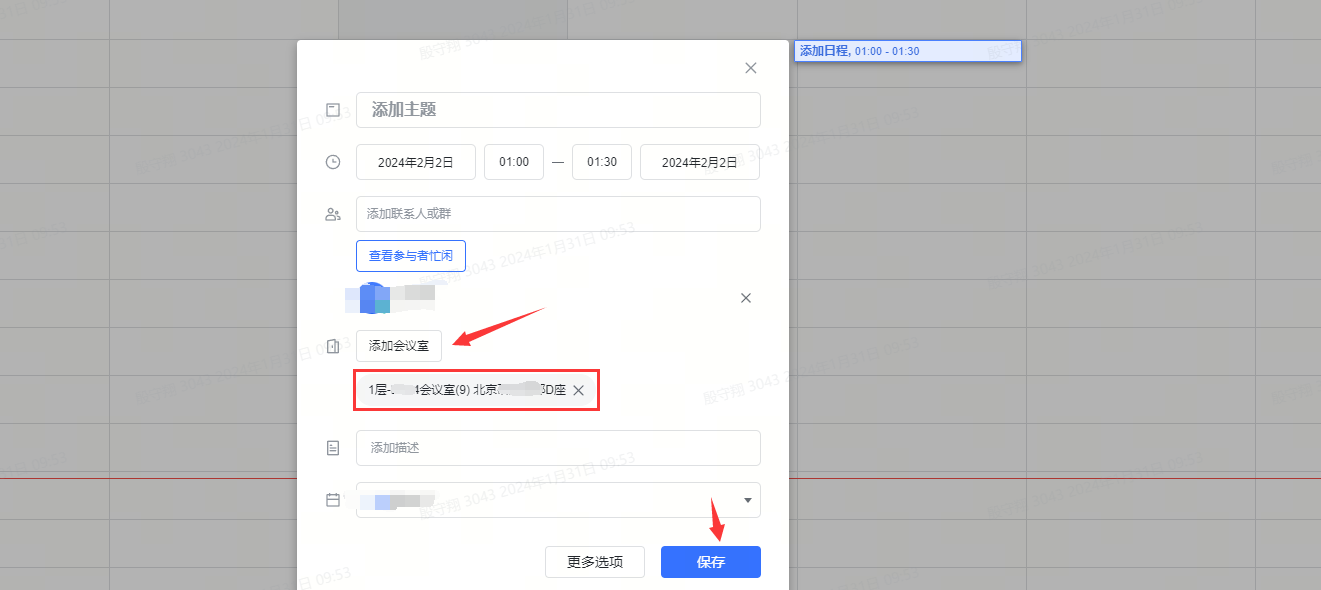 添加日程, 01:00 - 01:30
添加主题
2024年2月2日 01:00 — 01:30 2024年2月2日
添加联系人或群
查看参与者忙闲
添加会议室
1层- 4会议室(9) 北京 D座
添加描述
更多选项 保存
殷守翔 3043 2024年1月31日 09:53